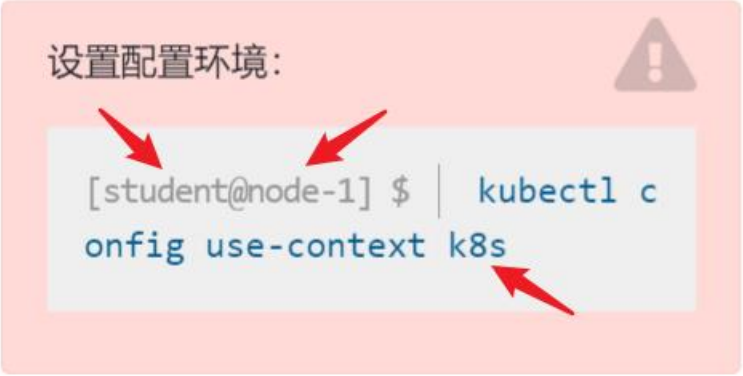 设置配置环境：
[student@node-1] $ | kubectl c
onfig use-context k8s